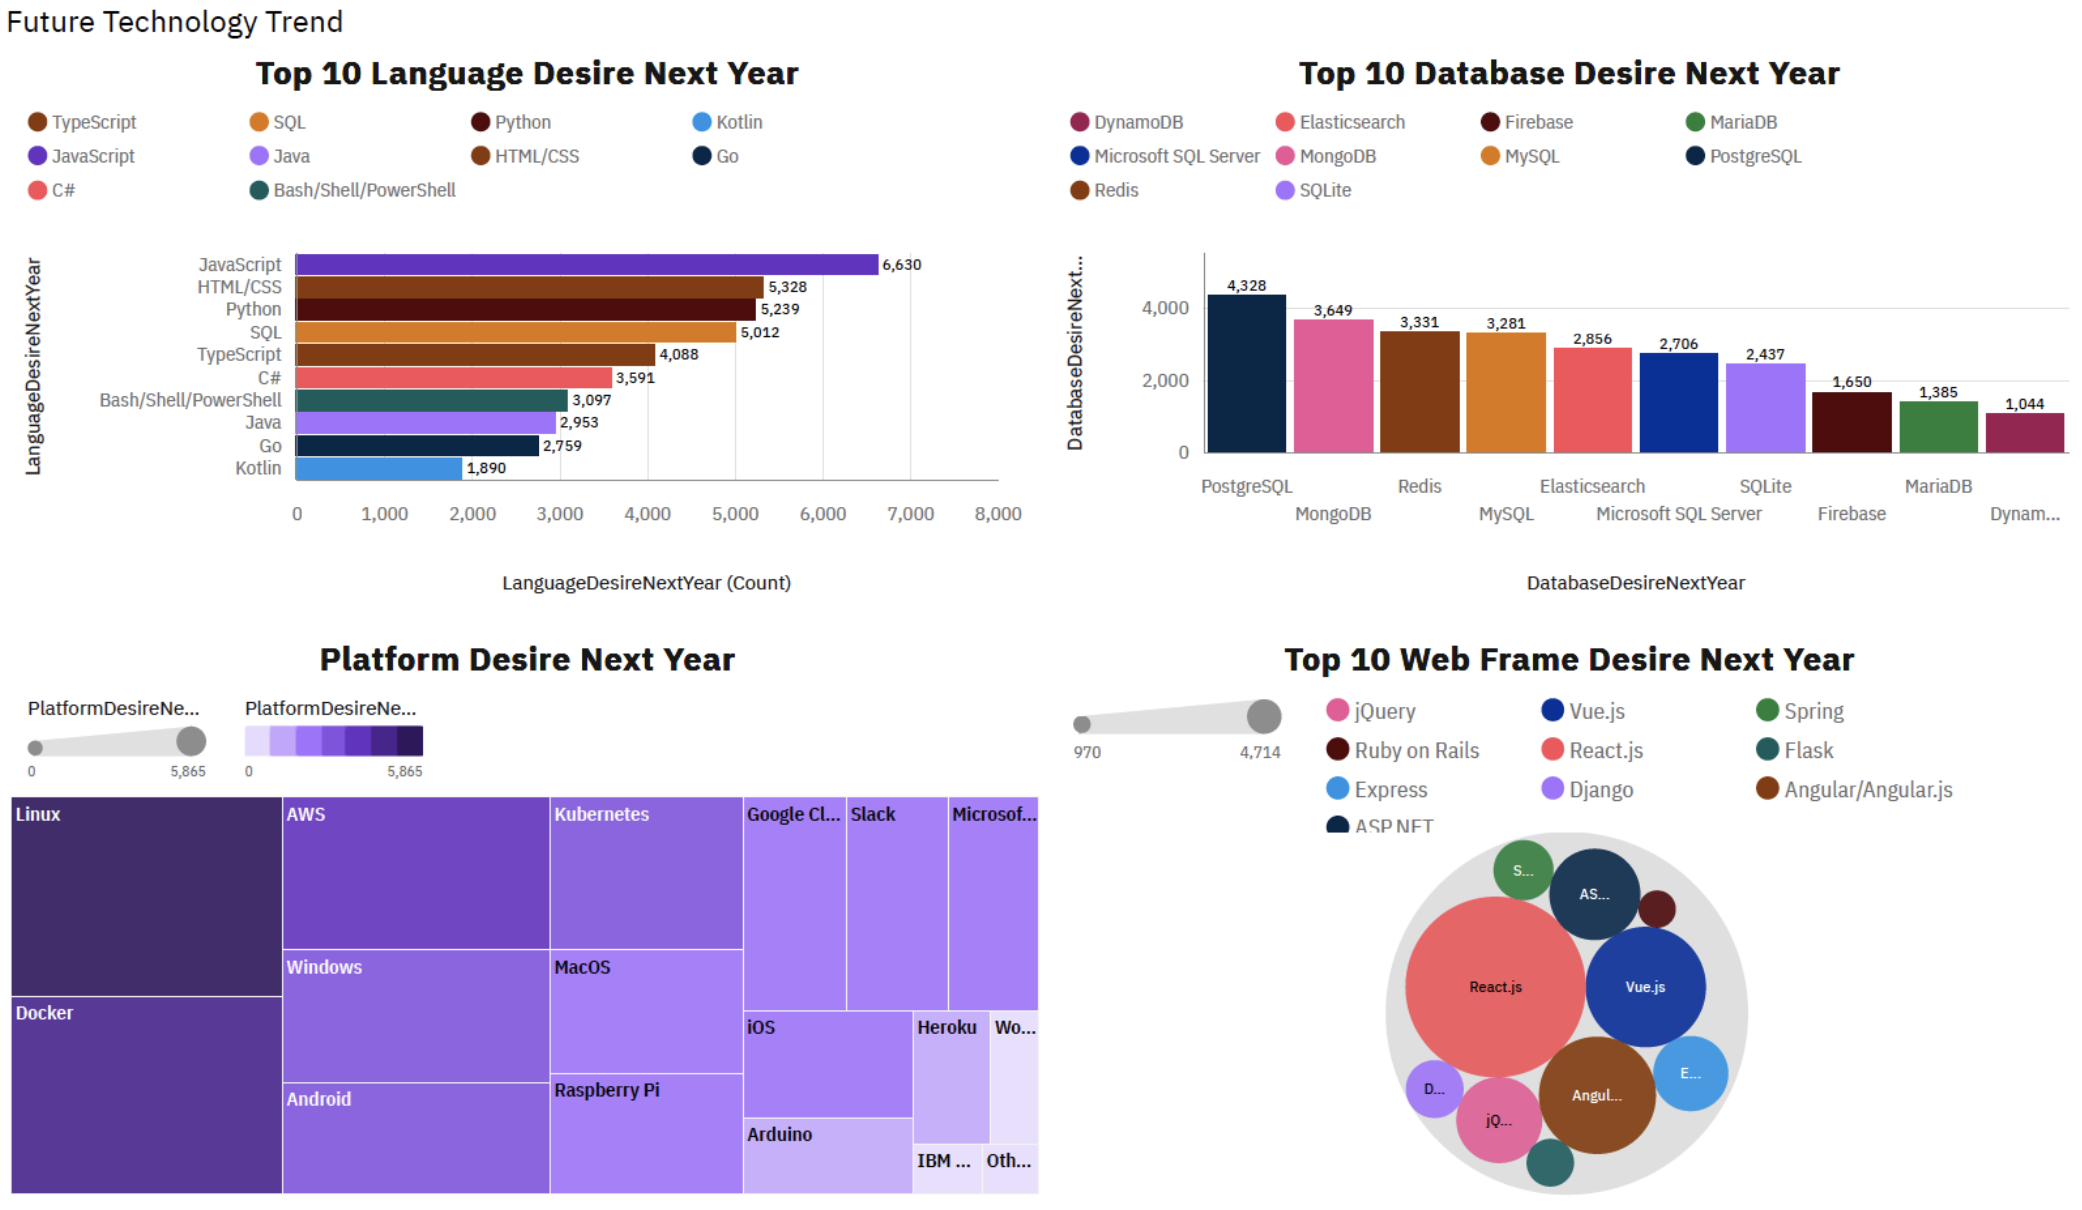 Future Technology Trend
Top 10 Language Desire Next Year
TypeScript SQL Python Kotlin
JavaScript Java HTML/CSS Go
C# Bash/Shell/PowerShell
LanguageDesireNextYear
JavaScript 6,630
HTML/CSS 5,328
Python 5,239
SQL 5,012
TypeScript 4,088
C# 3,591
Bash/Shell/PowerShell 3,097
Java 2,953
Go 2,759
Kotlin 1,890
0 1,000 2,000 3,000 4,000 5,000 6,000 7,000 8,000
LanguageDesireNextYear (Count)
Top 10 Database Desire Next Year
DynamoDB Elasticsearch Firebase MariaDB
Microsoft SQL Server MongoDB MySQL PostgreSQL
Redis SQLite
DatabaseDesireNext...
4,000
2,000
0
4,328 3,649 3,331 3,281 2,856 2,706 2,437 1,650 1,385 1,044
PostgreSQL Redis Elasticsearch SQLite MariaDB
MongoDB MySQL Microsoft SQL Server Firebase Dynam...
DatabaseDesireNextYear
Platform Desire Next Year
PlatformDesireNe... PlatformDesireNe...
0 5,865 0 5,865
Linux AWS Kubernetes Google Cl... Slack Microsof...
Windows MacOS
Docker iOS Heroku Wo...
Android Raspberry Pi
Arduino
IBM ... Oth...
Top 10 Web Frame Desire Next Year
970 4,714
jQuery Vue.js Spring
Ruby on Rails React.js Flask
Express Django Angular/Angular.js
ASP.NET
S...
AS...
React.js Vue.js
E...
D... Angul...
jQ...